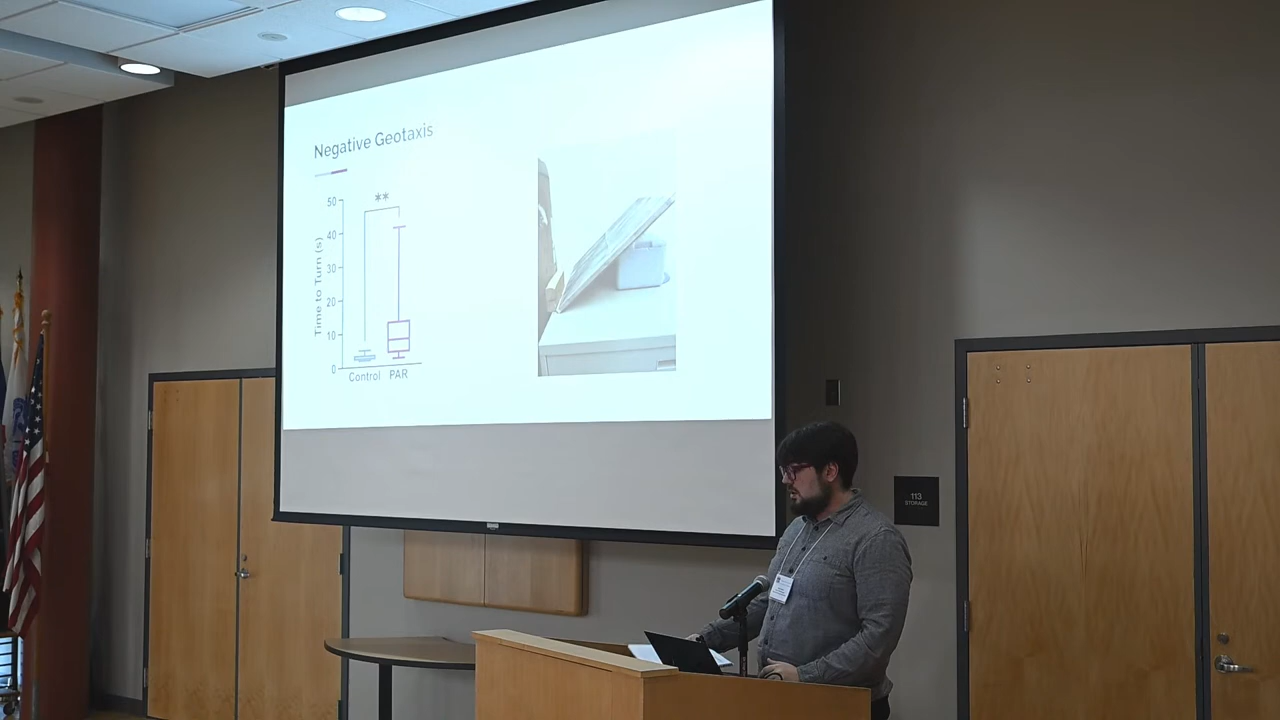 Negative Geotaxis
**
50
40
30
20
10
0
Time to Turn (s)
Control PAR
113
STORAGE